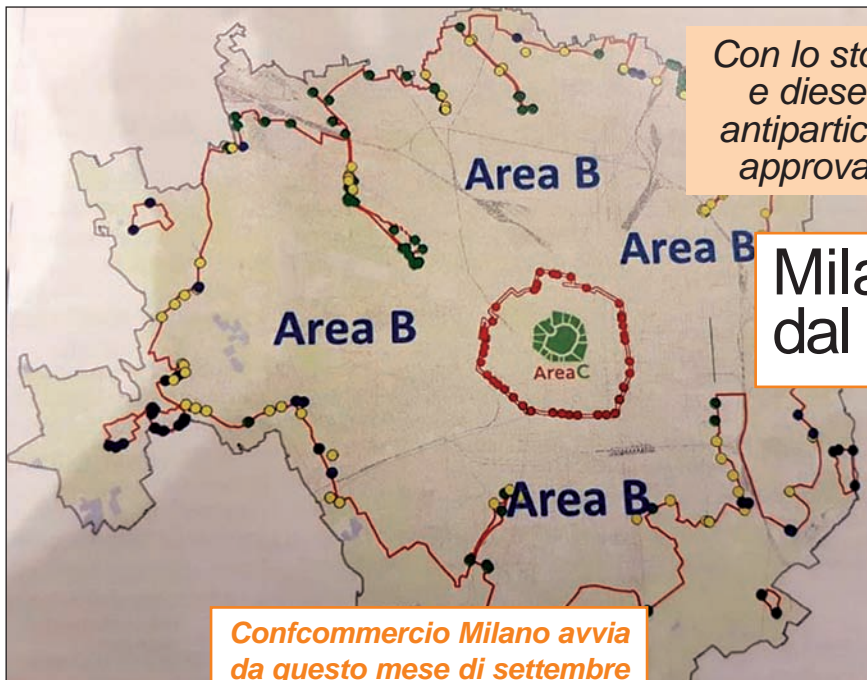 Con lo sto
e diese
antipartic
approva
Area B
Area B
Mila
dal
Area B
AreaC
Area B
Confcommercio Milano avvia
da questo mese di settembre